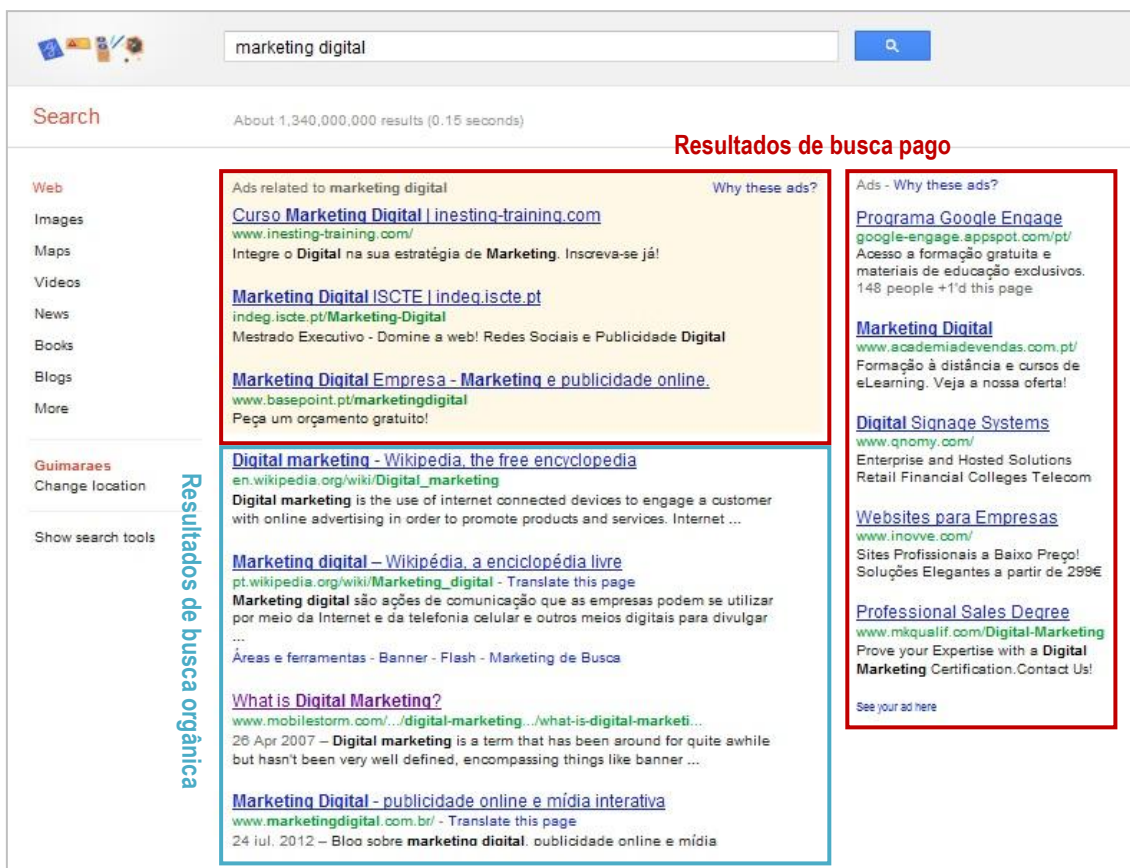 marketing digital
Search
About 1,340,000,000 results (0.15 seconds)
Resultados de busca pago
Web
Images
Maps
Videos
News
Books
Blogs
More
Guimaraes
Change location
Show search tools
Resultados de busca orgânica
Ads related to marketing digital
Why these ads?
Curso Marketing Digital | inesting-training.com
www.inesting-training.com/
Integre o Digital na sua estratégia de Marketing. Inscreva-se já!
Marketing Digital ISCTE | indeg.iscte.pt
indeg.iscte.pt/Marketing-Digital
Mestrado Executivo - Domine a web! Redes Sociais e Publicidade Digital
Marketing Digital Empresa - Marketing e publicidade online.
www.basepoint.pt/marketingdigital
Peça um orçamento gratuito!
Digital marketing - Wikipedia, the free encyclopedia
en.wikipedia.org/wiki/Digital_marketing
Digital marketing is the use of internet connected devices to engage a customer
with online advertising in order to promote products and services. Internet ...
Marketing digital – Wikipédia, a enciclopédia livre
pt.wikipedia.org/wiki/Marketing_digital - Translate this page
Marketing digital são ações de comunicação que as empresas podem se utilizar
por meio da Internet e da telefonia celular e outros meios digitais para divulgar
...
Áreas e ferramentas - Banner - Flash - Marketing de Busca
What is Digital Marketing?
www.mobilestorm.com/.../digital-marketing.../what-is-digital-marketi...
26 Apr 2007 – Digital marketing is a term that has been around for quite awhile
but hasn't been very well defined, encompassing things like banner ...
Marketing Digital - publicidade online e mídia interativa
www.marketingdigital.com.br/ - Translate this page
24 jul. 2012 – Blog sobre marketing digital, publicidade online e mídia
Ads - Why these ads?
Programa Google Engage
google-engage.appspot.com/pt/
Acesso a formação gratuita e
materiais de educação exclusivos.
148 people +1'd this page
Marketing Digital
www.academiadevendas.com.pt/
Formação à distância e cursos de
eLearning. Veja a nossa oferta!
Digital Signage Systems
www.qnomy.com/
Enterprise and Hosted Solutions
Retail Financial Colleges Telecom
Websites para Empresas
www.inovve.com/
Sites Profissionais a Baixo Preço!
Soluções Elegantes a partir de 299€
Professional Sales Degree
www.mkqualif.com/Digital-Marketing
Prove your Expertise with a Digital
Marketing Certification.Contact Us!
See your ad here